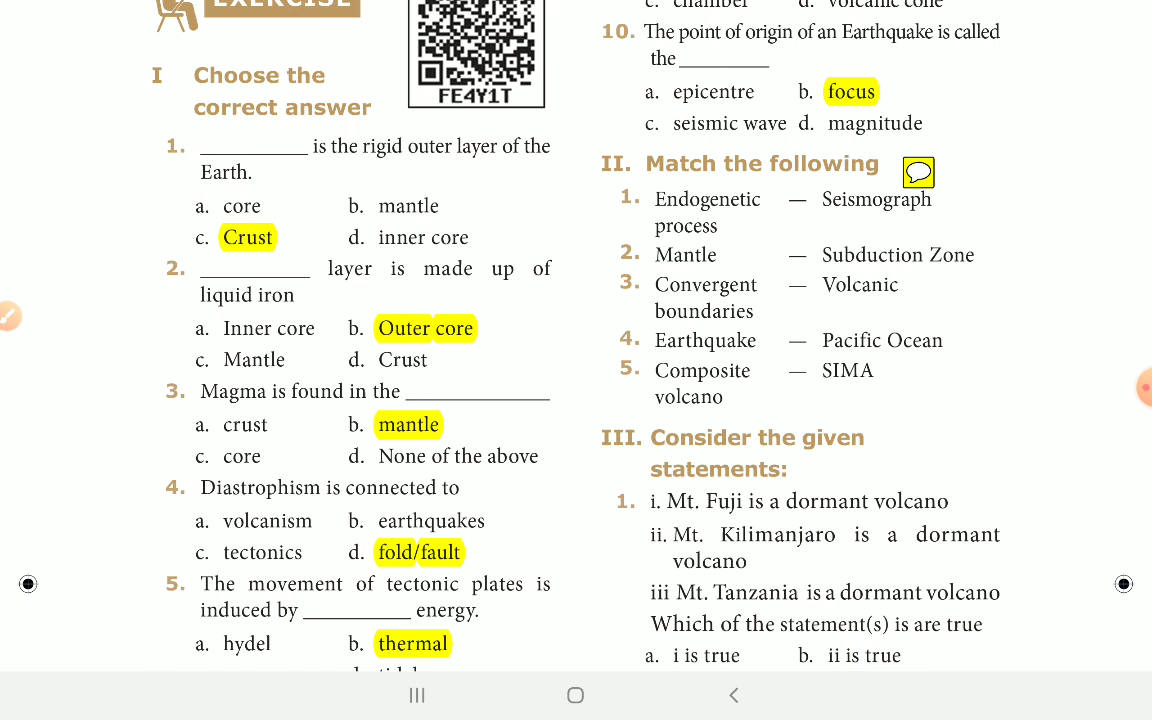 EXERCISE
FE4Y1T
I Choose the
correct answer
1. __________ is the rigid outer layer of the
Earth.
a. core b. mantle
c. Crust d. inner core
2. __________ layer is made up of
liquid iron
a. Inner core b. Outer core
c. Mantle d. Crust
3. Magma is found in the ______________
a. crust b. mantle
c. core d. None of the above
4. Diastrophism is connected to
a. volcanism b. earthquakes
c. tectonics d. fold/fault
5. The movement of tectonic plates is
induced by __________ energy.
a. hydel b. thermal
c. chamber d. volcanic cone
10. The point of origin of an Earthquake is called
the _________
a. epicentre b. focus
c. seismic wave d. magnitude
II. Match the following
1. Endogenetic — Seismograph
process
2. Mantle — Subduction Zone
3. Convergent — Volcanic
boundaries
4. Earthquake — Pacific Ocean
5. Composite — SIMA
volcano
III. Consider the given
statements:
1. i. Mt. Fuji is a dormant volcano
ii. Mt. Kilimanjaro is a dormant
volcano
iii Mt. Tanzania is a dormant volcano
Which of the statement(s) is are true
a. i is true b. ii is true